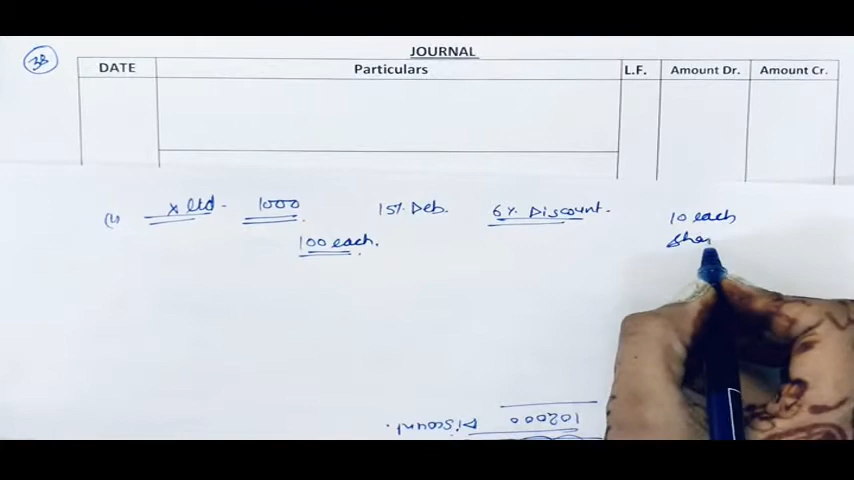 38
JOURNAL
DATE Particulars L.F. Amount Dr. Amount Cr.
X Ltd - 1000 15% Deb. 6% Discount - 10 each
100 each. Sha
102000 Discount.